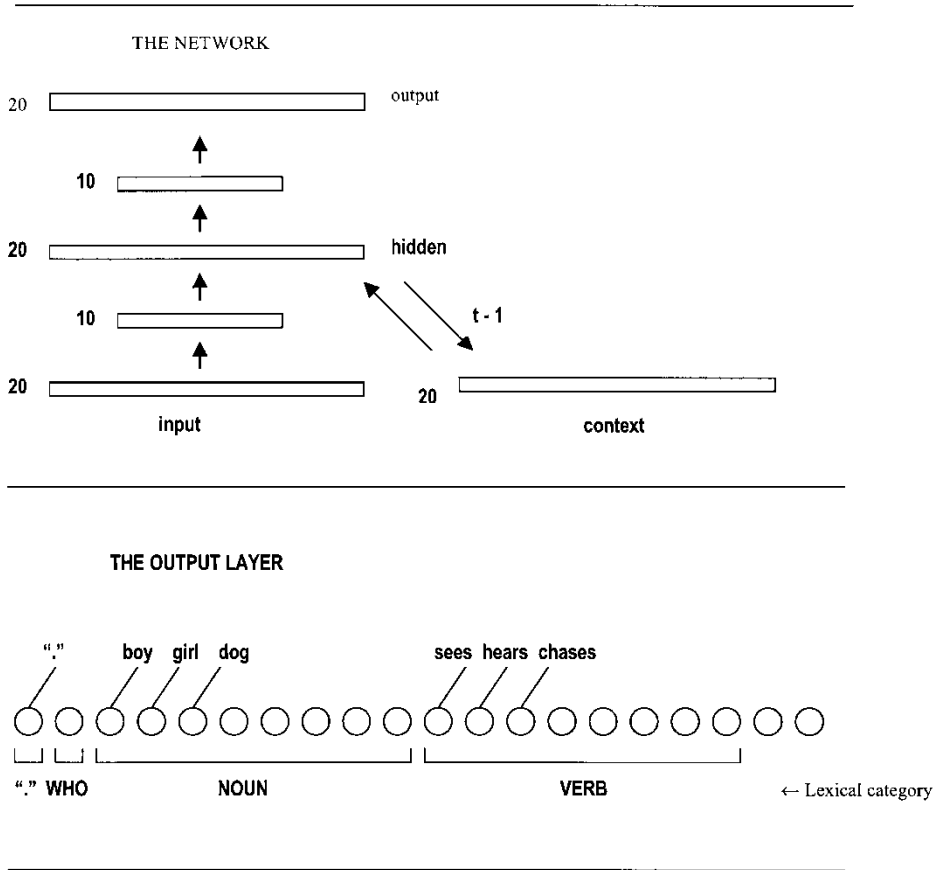 THE NETWORK
20 output
10
20 hidden
t - 1
10
20
20
input context
THE OUTPUT LAYER
“.” boy girl dog sees hears chases
“.” WHO NOUN VERB ← Lexical category